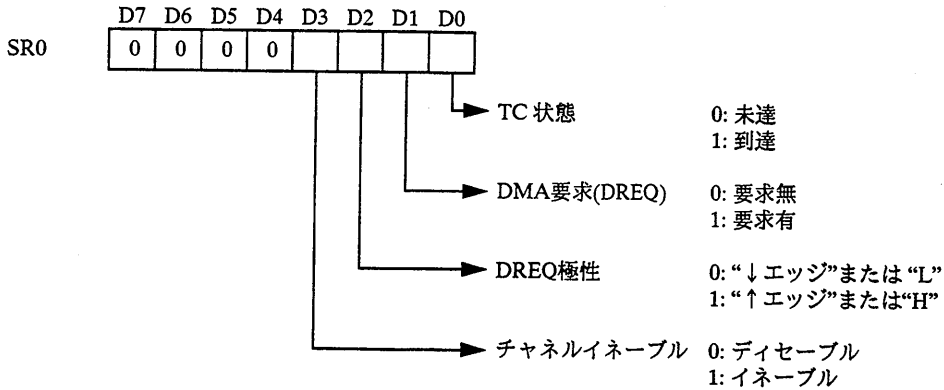 D7 D6 D5 D4 D3 D2 D1 D0
SR0 0 0 0 0
TC 状態 0: 未達
1: 到達
DMA要求(DREQ) 0: 要求無
1: 要求有
DREQ極性 0: “↓エッジ”または “L”
1: “↑エッジ”または“H”
チャネルイネーブル 0: ディセーブル
1: イネーブル